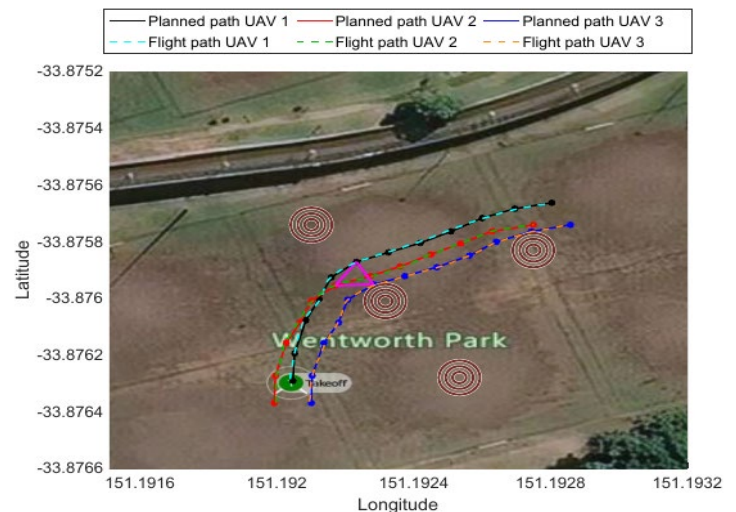 Planned path UAV 1 Planned path UAV 2 Planned path UAV 3
Flight path UAV 1 Flight path UAV 2 Flight path UAV 3
-33.8752
-33.8754
-33.8756
-33.8758
-33.876
-33.8762
-33.8764
-33.8766
Latitude
Wentworth Park
Takeoff
151.1916 151.192 151.1924 151.1928 151.1932
Longitude